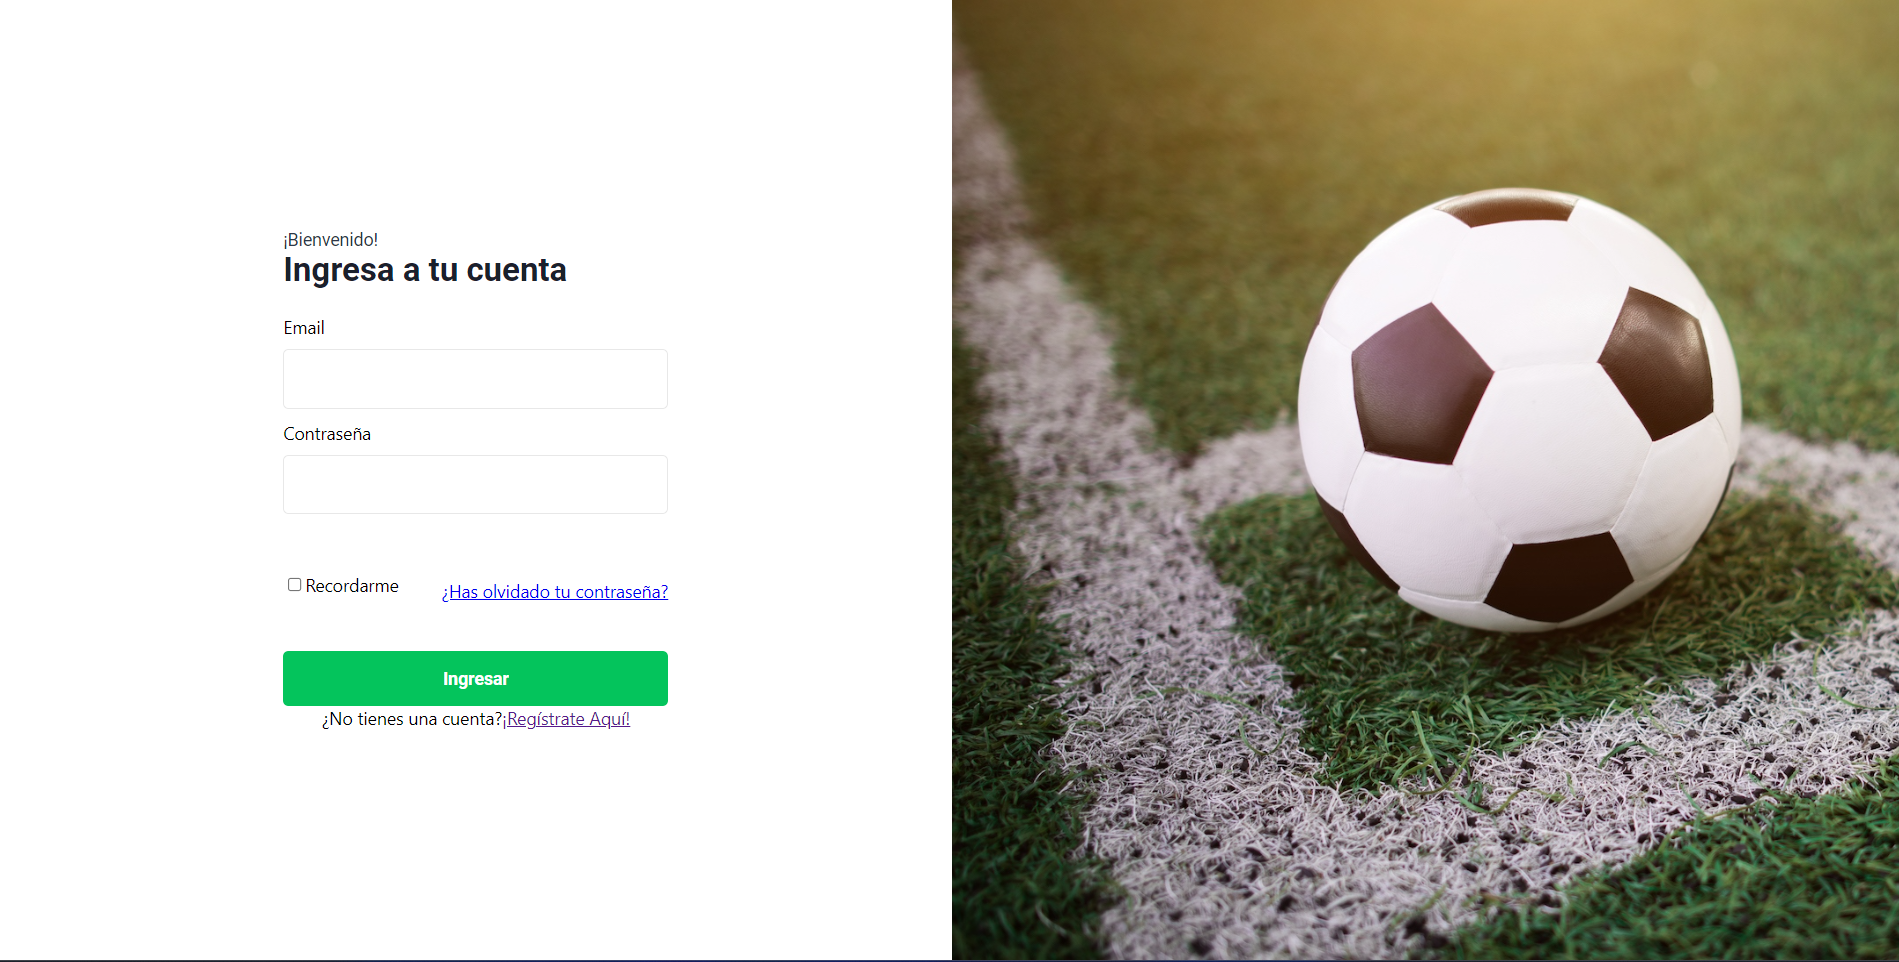 ¡Bienvenido!
Ingresa a tu cuenta
Email
Contraseña
Recordarme
¿Has olvidado tu contraseña?
Ingresar
¿No tienes una cuenta?¡Regístrate Aquí!